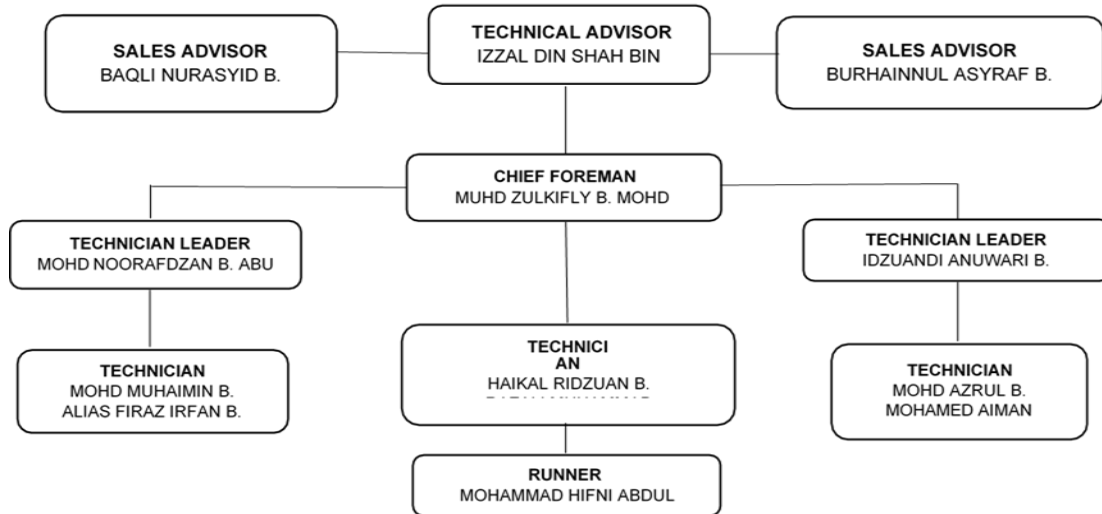 SALES ADVISOR
BAQLI NURASYID B.
TECHNICAL ADVISOR
IZZAL DIN SHAH BIN
SALES ADVISOR
BURHAINNUL ASYRAF B.
CHIEF FOREMAN
MUHD ZULKIFLY B. MOHD
TECHNICIAN LEADER
MOHD NOORAFDZAN B. ABU
TECHNICIAN LEADER
IDZUANDI ANUWARI B.
TECHNICIAN
MOHD MUHAIMIN B.
ALIAS FIRAZ IRFAN B.
TECHNICI
AN
HAIKAL RIDZUAN B.
TECHNICIAN
MOHD AZRUL B.
MOHAMED AIMAN
RUNNER
MOHAMMAD HIFNI ABDUL